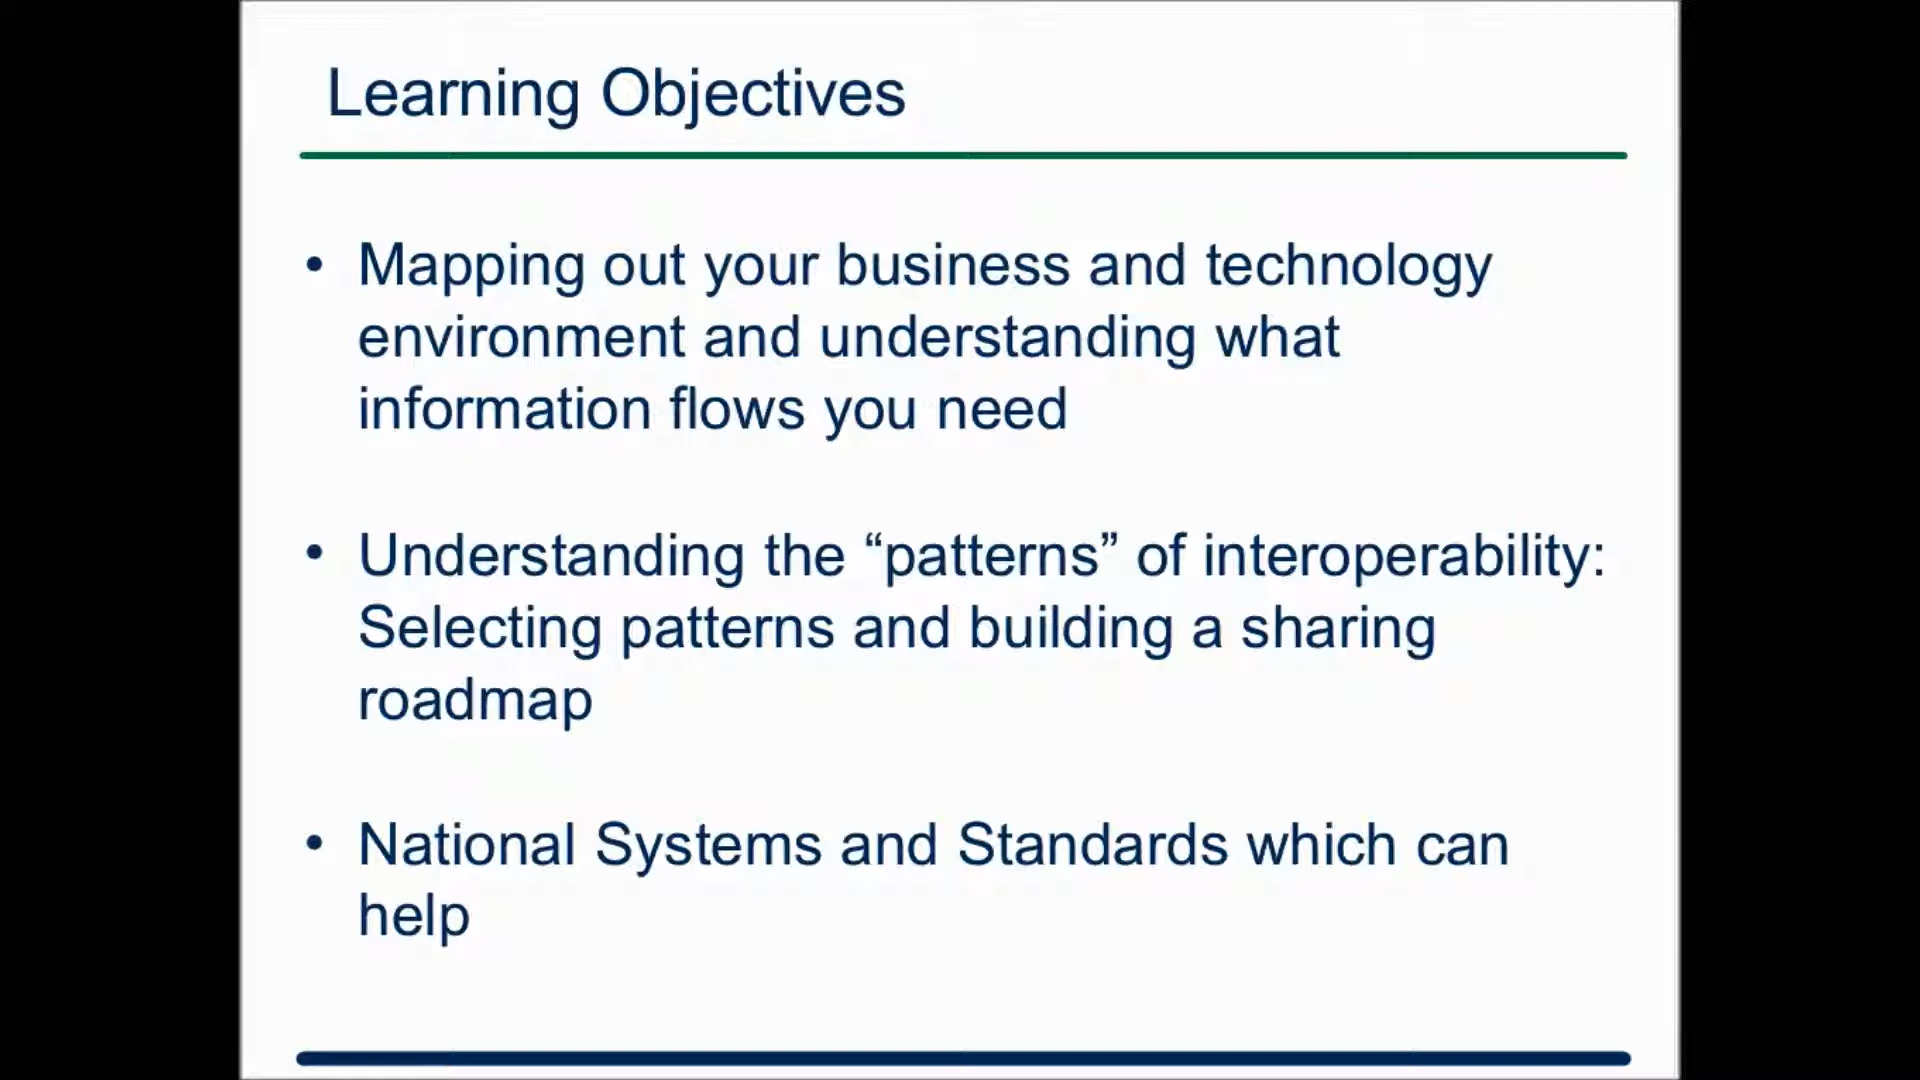 Learning Objectives
• Mapping out your business and technology
environment and understanding what
information flows you need
• Understanding the “patterns” of interoperability:
Selecting patterns and building a sharing
roadmap
• National Systems and Standards which can
help